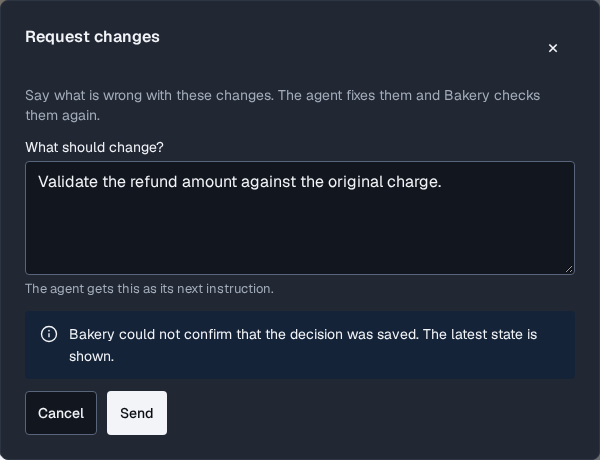 Request changes
Say what is wrong with these changes. The agent fixes them and Bakery checks
them again.
What should change?
Validate the refund amount against the original charge.
The agent gets this as its next instruction.
Bakery could not confirm that the decision was saved. The latest state is
shown.
Cancel
Send